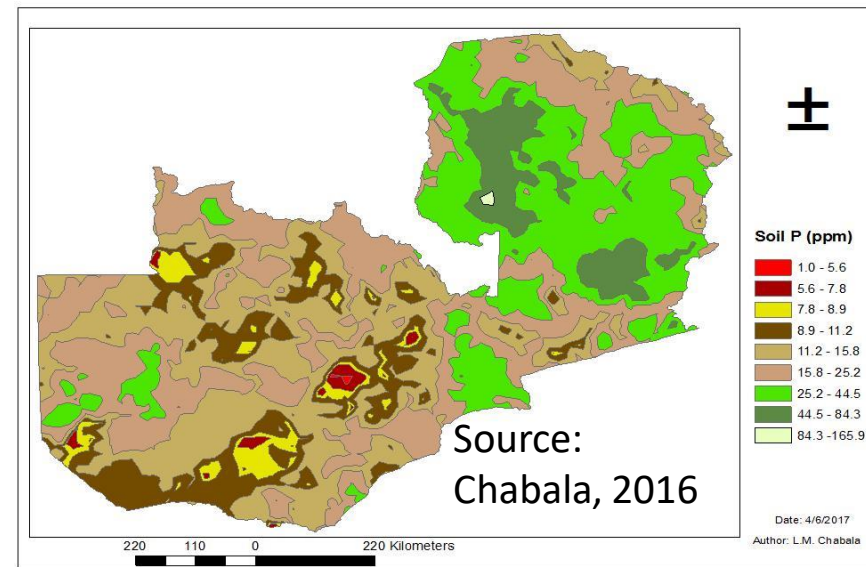 ±
Soil P (ppm)
1.0 - 5.6
5.6 - 7.8
7.8 - 8.9
8.9 - 11.2
11.2 - 15.8
15.8 - 25.2
25.2 - 44.5
44.5 - 84.3
84.3 -165.9
Source:
Chabala, 2016
Date: 4/6/2017
Author: L.M. Chabala
220 110 0 220 Kilometers